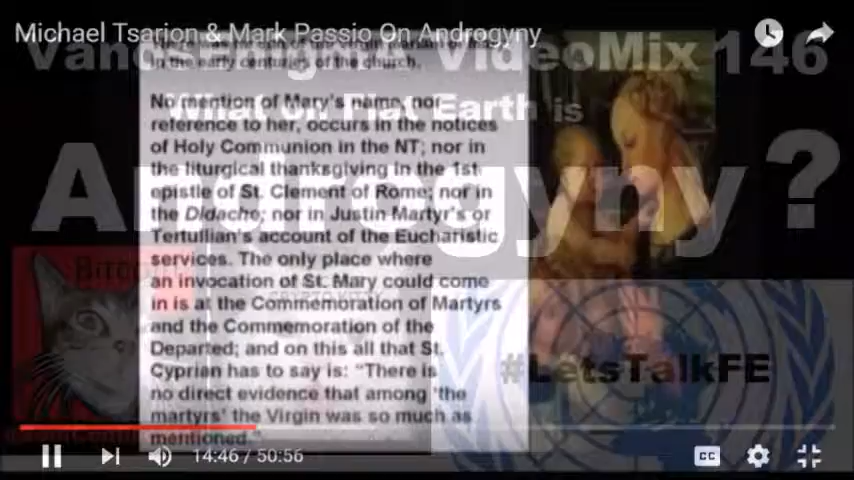 Michael Tsarion & Mark Passio On Androgyny
VideoMix 146
in the early centuries of the church.
What on Flat Earth is
Androgyny?
No mention of Mary's name, nor
reference to her, occurs in the notices
of Holy Communion in the NT; nor in
the liturgical thanksgiving in the 1st
epistle of St. Clement of Rome; nor in
the Didache; nor in Justin Martyr's or
Tertullian's account of the Eucharistic
services. The only place where
an invocation of St. Mary could come
in is at the Commemoration of Martyrs
and the Commemoration of the
Departed; and on this all that St.
Cyprian has to say is: "There is
no direct evidence that among 'the
martyrs' the Virgin was so much as
mentioned."
#LetsTalkFE
14:46 / 50:56
CC